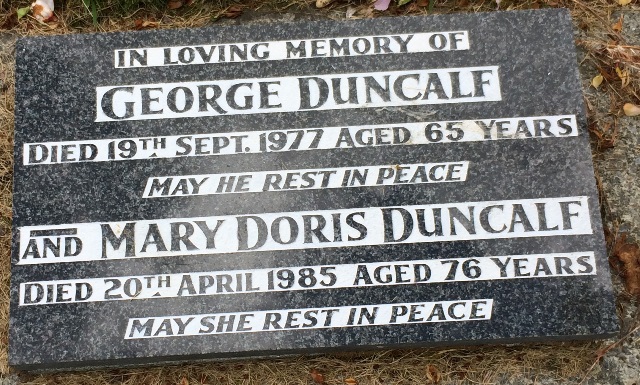 IN LOVING MEMORY OF
GEORGE DUNCALF
DIED 19TH SEPT. 1977 AGED 65 YEARS
MAY HE REST IN PEACE
AND MARY DORIS DUNCALF
DIED 20TH APRIL 1985 AGED 76 YEARS
MAY SHE REST IN PEACE